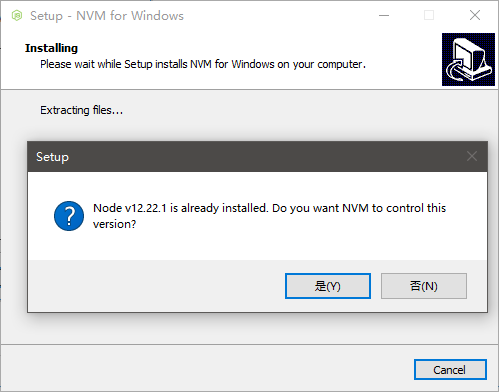 Setup - NVM for Windows
Installing
Please wait while Setup installs NVM for Windows on your computer.
Extracting files...
Setup
Node v12.22.1 is already installed. Do you want NVM to control this
version?
是(Y)
否(N)
Cancel